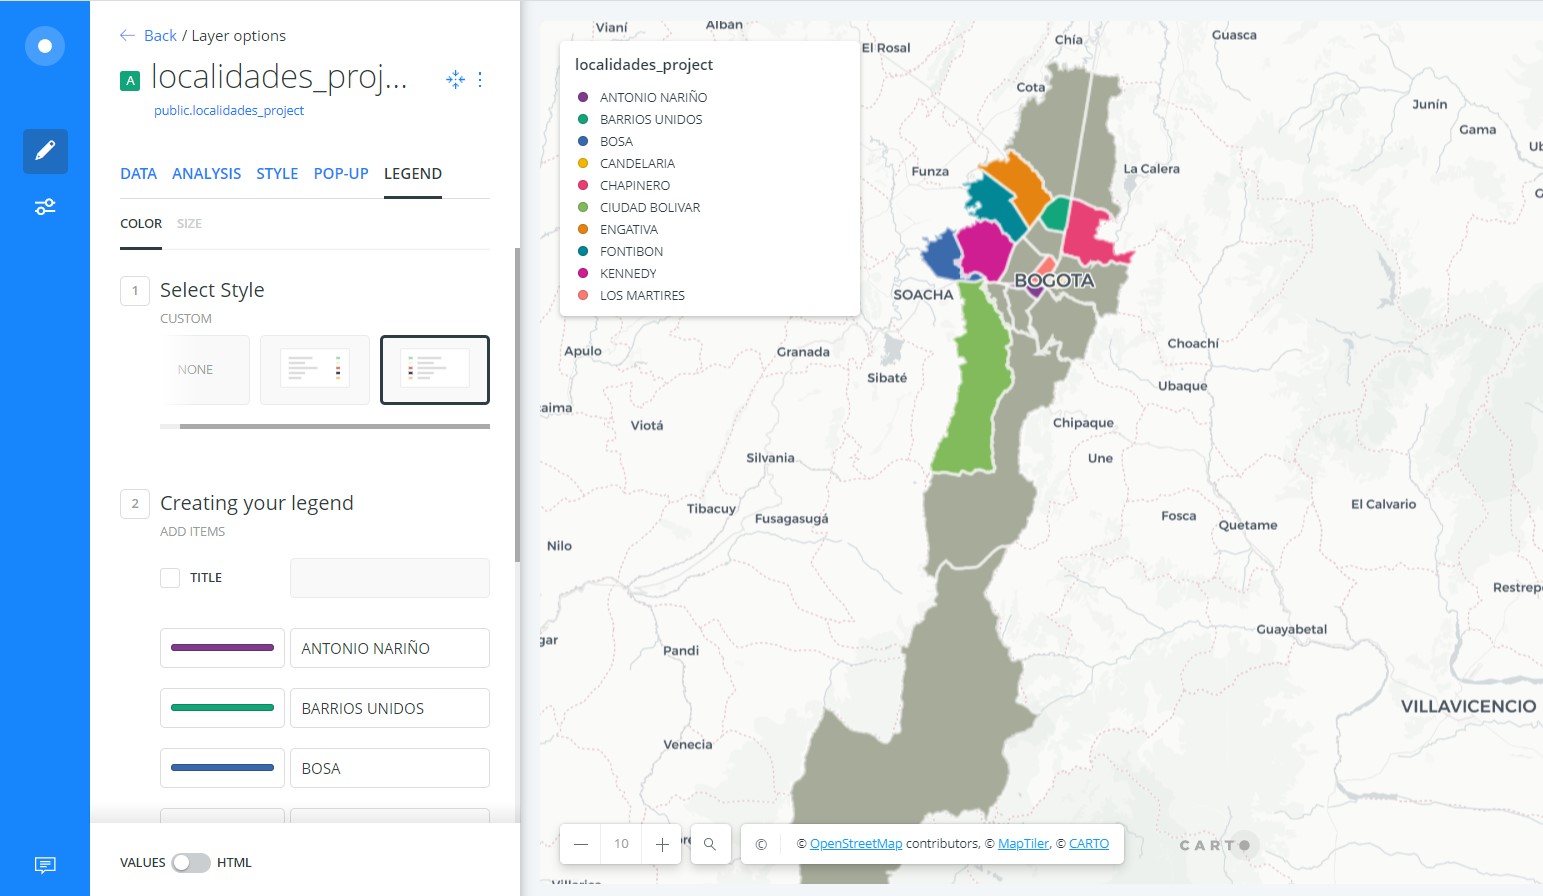 Back / Layer options
A
localidades_proj...
public.localidades_project
DATA ANALYSIS STYLE POP-UP LEGEND
COLOR SIZE
1 Select Style
CUSTOM
NONE
2 Creating your legend
ADD ITEMS
TITLE
ANTONIO NARIÑO
BARRIOS UNIDOS
BOSA
VALUES HTML
localidades_project
ANTONIO NARIÑO
BARRIOS UNIDOS
BOSA
CANDELARIA
CHAPINERO
CIUDAD BOLIVAR
ENGATIVA
FONTIBON
KENNEDY
LOS MARTIRES
Vianí
Albán
El Rosal
Chía
Guasca
Cota
Junín
Gama
Funza
La Calera
BOGOTA
SOACHA
Apulo
Granada
Sibaté
Choachí
Ubaque
Viotá
Chipaque
Silvania
Une
Tibacuy
Fusagasugá
Fosca
Quetame
El Calvario
Nilo
Restrep
Guayabetal
Pandi
VILLAVICENCIO
Venecia
10
© © OpenStreetMap contributors, © MapTiler, © CARTO
CARTO